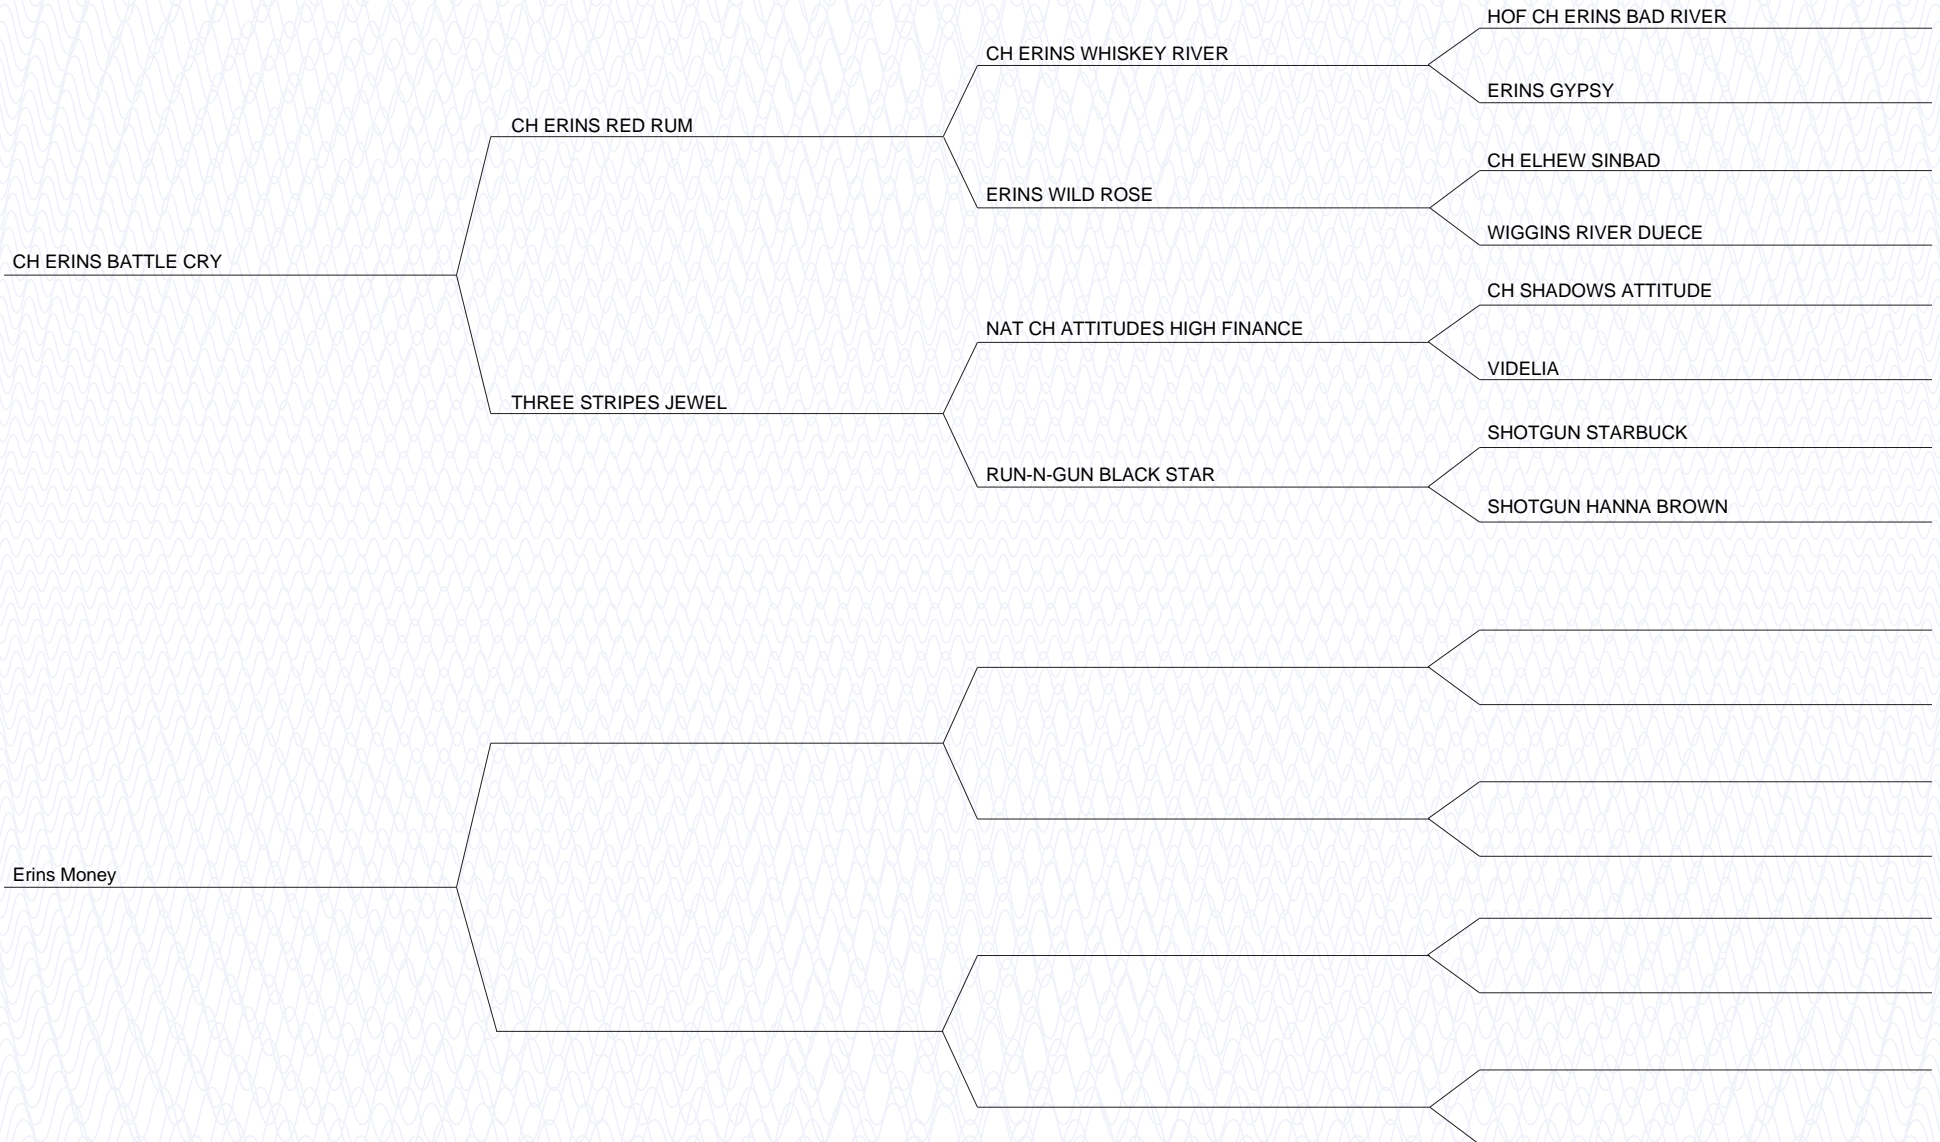 HOF CH ERINS BAD RIVER
CH ERINS WHISKEY RIVER
ERINS GYPSY
CH ERINS RED RUM
CH ELHEW SINBAD
ERINS WILD ROSE
WIGGINS RIVER DUECE
CH ERINS BATTLE CRY
CH SHADOWS ATTITUDE
NAT CH ATTITUDES HIGH FINANCE
VIDELIA
THREE STRIPES JEWEL
SHOTGUN STARBUCK
RUN-N-GUN BLACK STAR
SHOTGUN HANNA BROWN
Erins Money